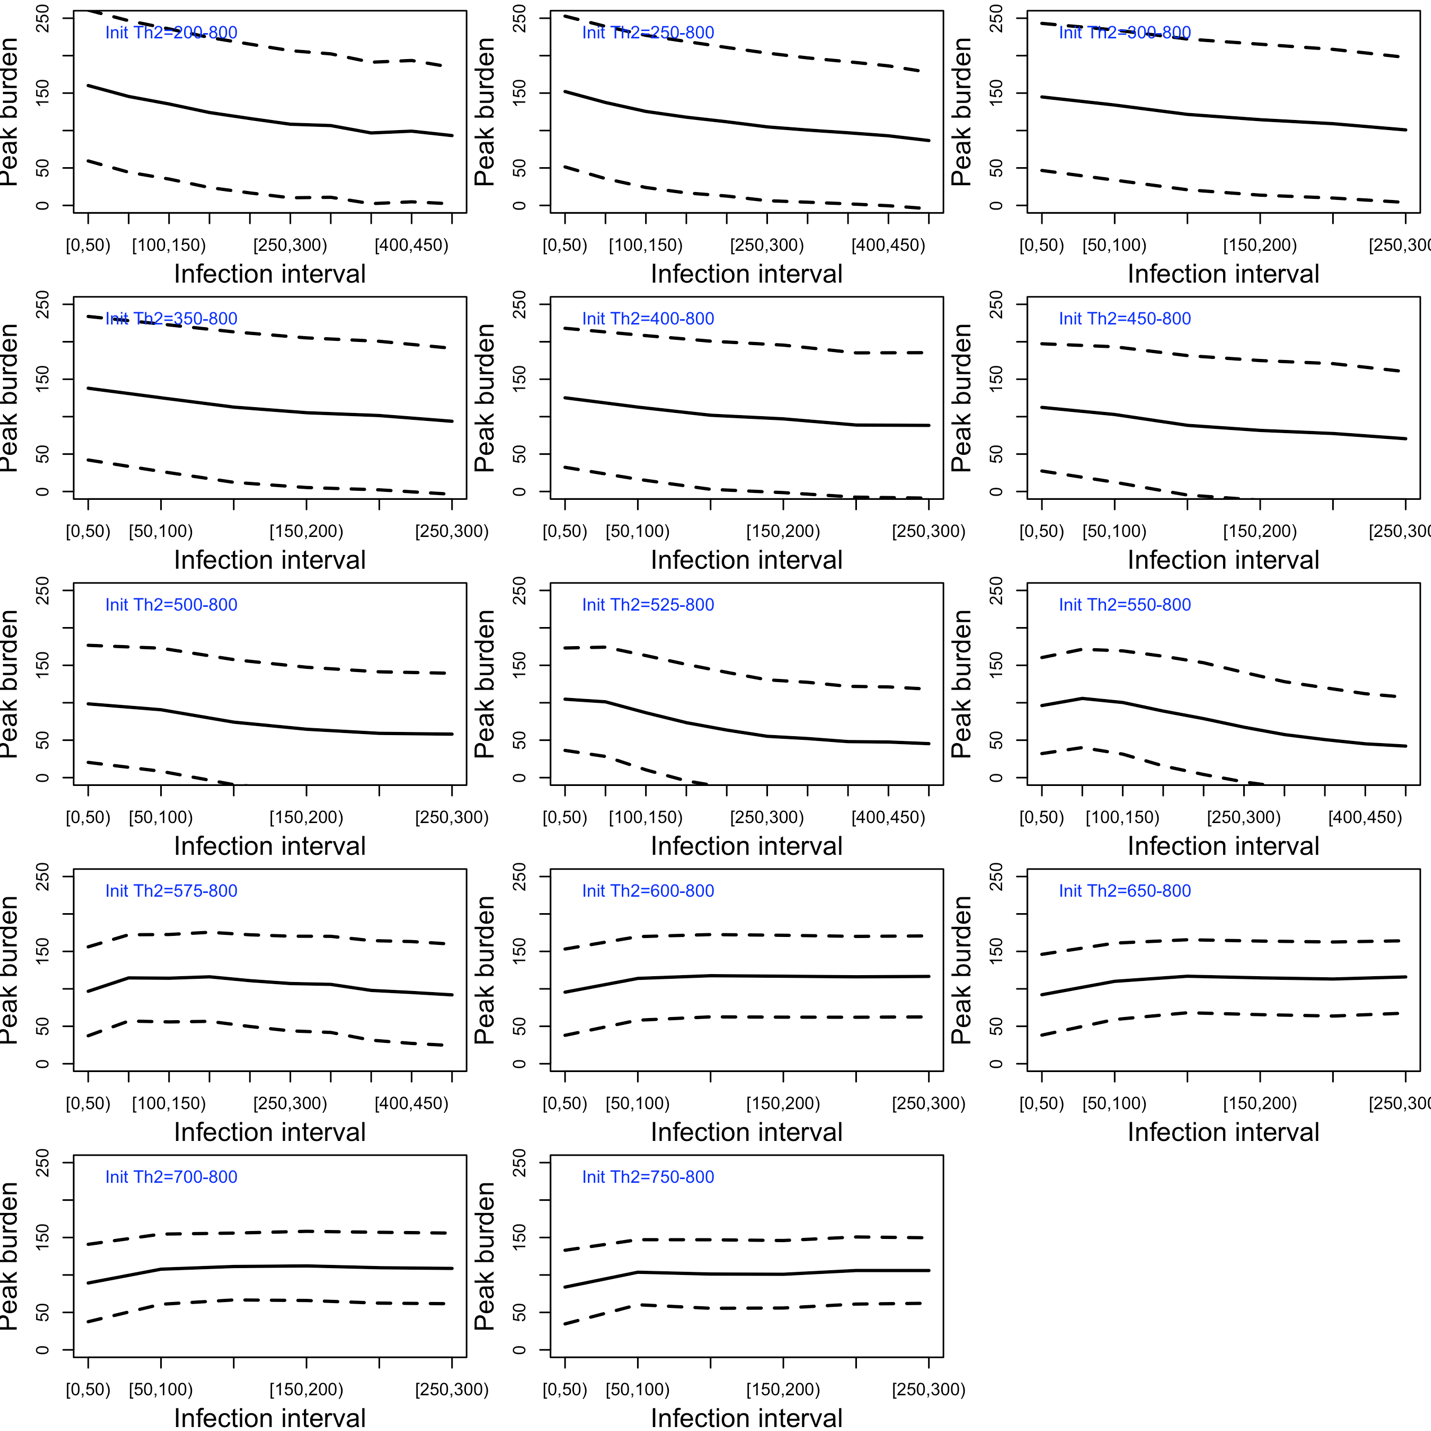 Peak burden
250
150
50
0
Init Th2=200-800
[0,50) [100,150) [250,300) [400,450)
Infection interval
Peak burden
250
150
50
0
Init Th2=250-800
[0,50) [100,150) [250,300) [400,450)
Infection interval
Peak burden
250
150
50
0
Init Th2=300-800
[0,50) [50,100) [150,200) [250,300
Infection interval
Peak burden
250
150
50
0
Init Th2=350-800
[0,50) [50,100) [150,200) [250,300)
Infection interval
Peak burden
250
150
50
0
Init Th2=400-800
[0,50) [50,100) [150,200) [250,300)
Infection interval
Peak burden
250
150
50
0
Init Th2=450-800
[0,50) [50,100) [150,200) [250,300
Infection interval
Peak burden
250
150
50
0
Init Th2=500-800
[0,50) [50,100) [150,200) [250,300)
Infection interval
Peak burden
250
150
50
0
Init Th2=525-800
[0,50) [100,150) [250,300) [400,450)
Infection interval
Peak burden
250
150
50
0
Init Th2=550-800
[0,50) [100,150) [250,300) [400,450)
Infection interval
Peak burden
250
150
50
0
Init Th2=575-800
[0,50) [100,150) [250,300) [400,450)
Infection interval
Peak burden
250
150
50
0
Init Th2=600-800
[0,50) [50,100) [150,200) [250,300)
Infection interval
Peak burden
250
150
50
0
Init Th2=650-800
[0,50) [50,100) [150,200) [250,300
Infection interval
Peak burden
250
150
50
0
Init Th2=700-800
[0,50) [50,100) [150,200) [250,300)
Infection interval
Peak burden
250
150
50
0
Init Th2=750-800
[0,50) [50,100) [150,200) [250,300)
Infection interval